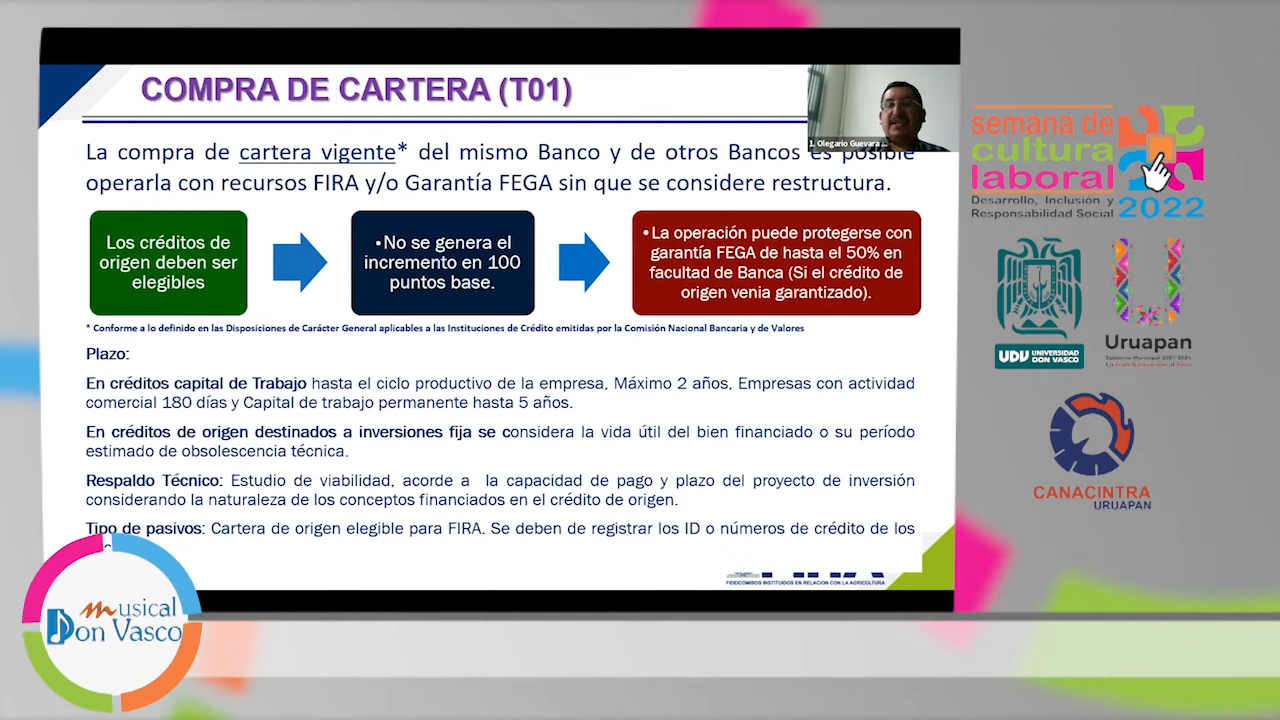 COMPRA DE CARTERA (T01)
1. Olegario Guevara ...
La compra de cartera vigente* del mismo Banco y de otros Bancos es posible
operarla con recursos FIRA y/o Garantía FEGA sin que se considere restructura.
Los créditos de
origen deben ser
elegibles
•No se genera el
incremento en 100
puntos base.
•La operación puede protegerse con
garantía FEGA de hasta el 50% en
facultad de Banca (Si el crédito de
origen venia garantizado).
* Conforme a lo definido en las Disposiciones de Carácter General aplicables a las Instituciones de Crédito emitidas por la Comisión Nacional Bancaria y de Valores
Plazo:
En créditos capital de Trabajo hasta el ciclo productivo de la empresa, Máximo 2 años, Empresas con actividad
comercial 180 días y Capital de trabajo permanente hasta 5 años.
En créditos de origen destinados a inversiones fija se considera la vida útil del bien financiado o su período
estimado de obsolescencia técnica.
Respaldo Técnico: Estudio de viabilidad, acorde a la capacidad de pago y plazo del proyecto de inversión
considerando la naturaleza de los conceptos financiados en el crédito de origen.
Tipo de pasivos: Cartera de origen elegible para FIRA. Se deben de registrar los ID o números de crédito de los
FIDEICOMISOS INSTITUIDOS EN RELACION CON LA AGRICULTURA
semana de
cultura
laboral
Desarrollo, Inclusión y
Responsabilidad Social
2022
UDV UNIVERSIDAD
DON VASCO
Uruapan
Gobierno Municipal 2021-2024
CANACINTRA
URUAPAN
musical
Don Vasco